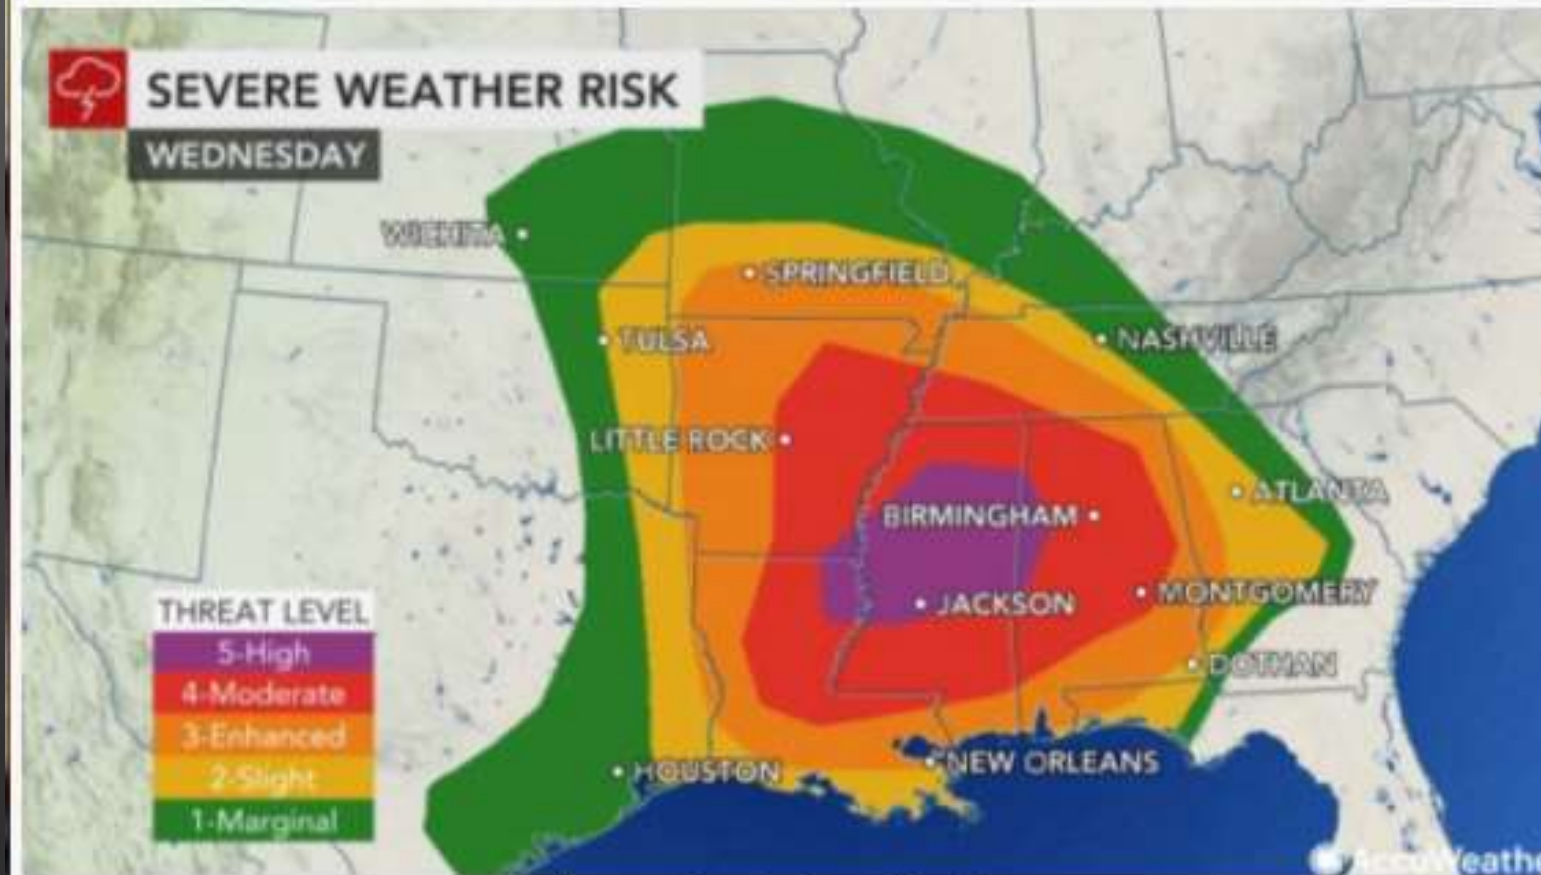 SEVERE WEATHER RISK
WEDNESDAY
WICHITA
SPRINGFIELD
TULSA
NASHVILLE
LITTLE ROCK
ATLANTA
BIRMINGHAM
JACKSON
MONTGOMERY
DOTHAN
HOUSTON
NEW ORLEANS
THREAT LEVEL
5-High
4-Moderate
3-Enhanced
2-Slight
1-Marginal
AccuWeathe